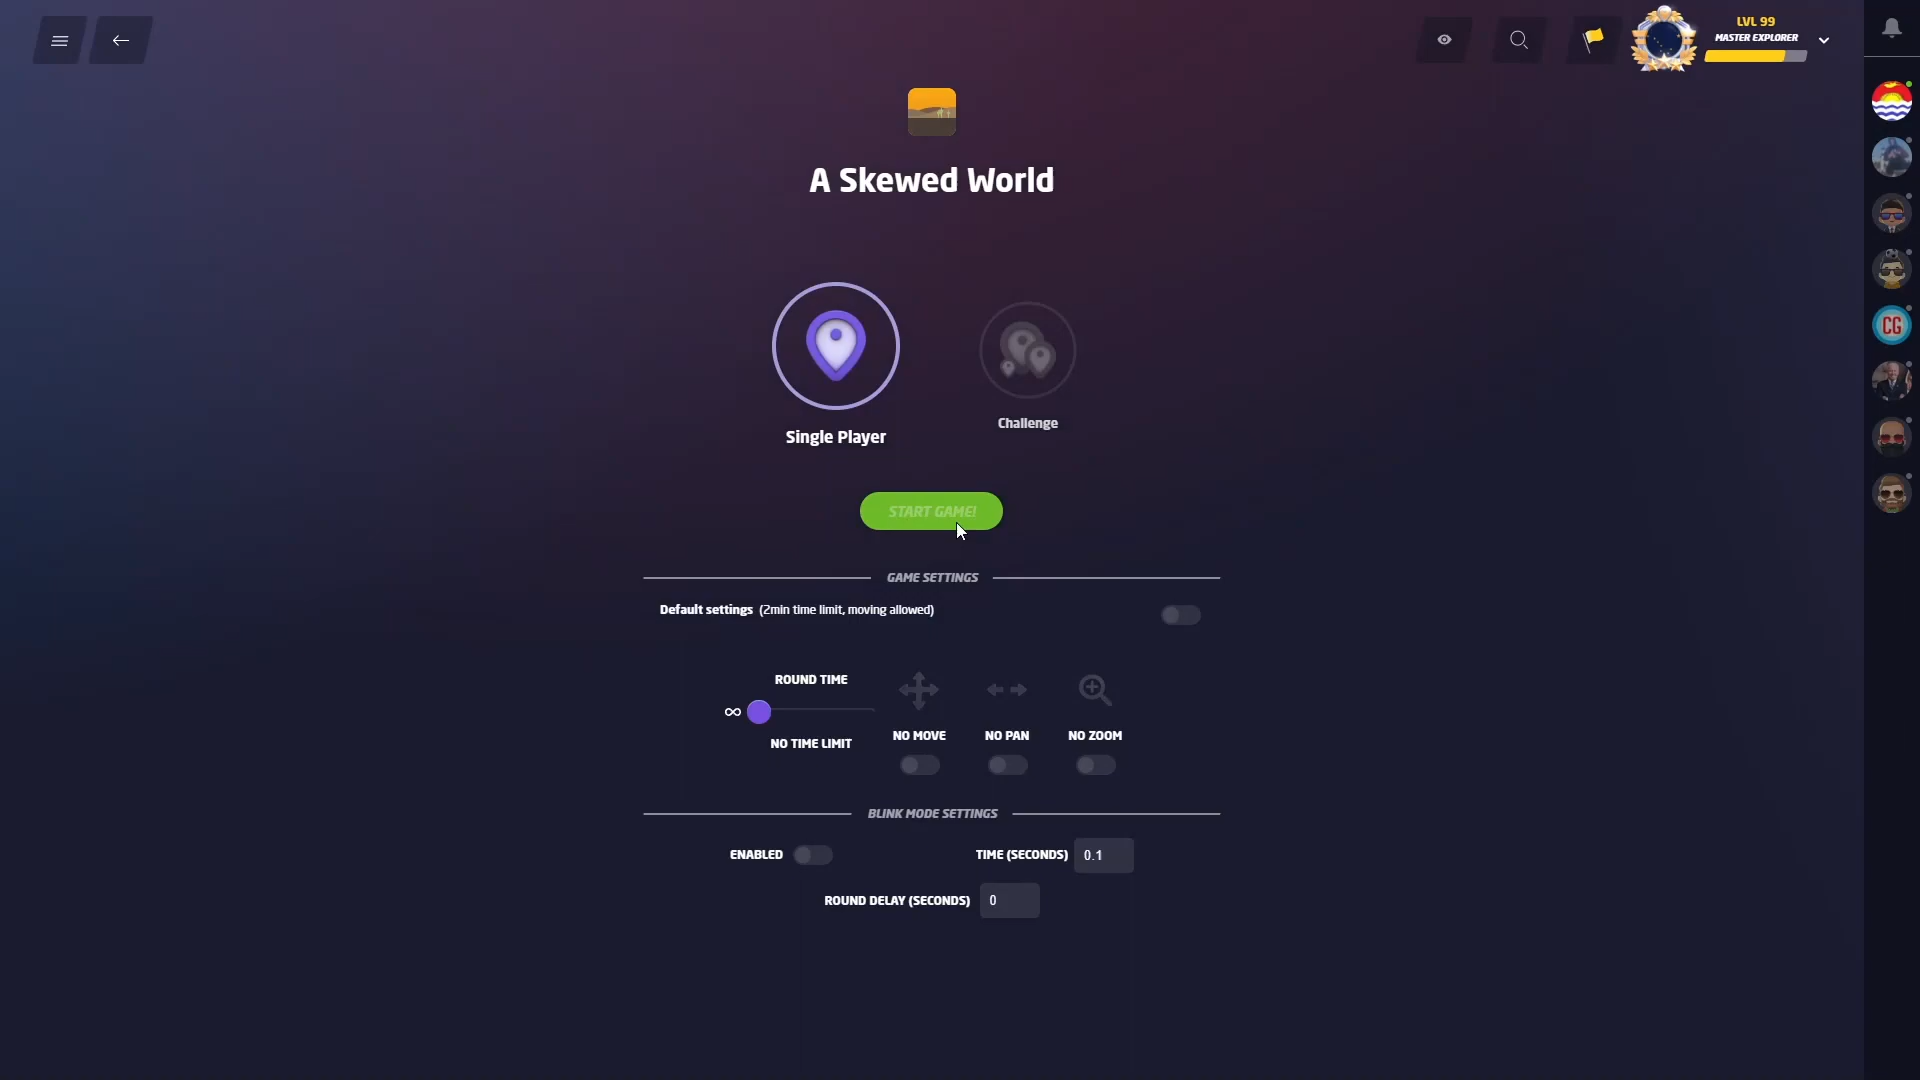 LVL 99
MASTER EXPLORER
A Skewed World
CG
Single Player
Challenge
START GAME!
GAME SETTINGS
Default settings (2min time limit, moving allowed)
ROUND TIME
∞
NO TIME LIMIT
NO MOVE
NO PAN
NO ZOOM
BLINK MODE SETTINGS
ENABLED
TIME (SECONDS) 0.1
ROUND DELAY (SECONDS) 0